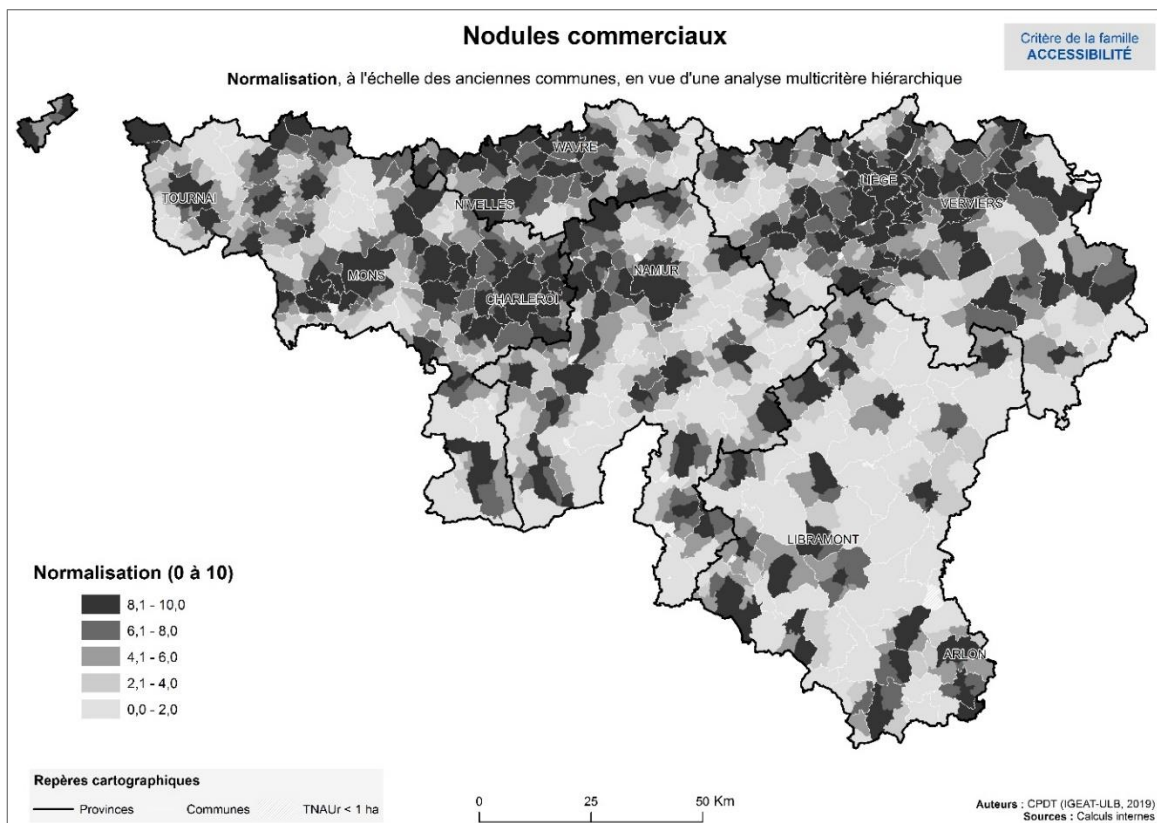 Nodules commerciaux
Critère de la famille
ACCESSIBILITÉ
Normalisation, à l'échelle des anciennes communes, en vue d'une analyse multicritère hiérarchique
WAVRE
LIÈGE
TOURNAI
NIVELLES
VERVIERS
MONS
NAMUR
CHARLEROI
LIBRAMONT
ARLON
Normalisation (0 à 10)
8,1 - 10,0
6,1 - 8,0
4,1 - 6,0
2,1 - 4,0
0,0 - 2,0
Repères cartographiques
Provinces Communes TNAUr < 1 ha
0 25 50 Km
Auteurs : CPDT (IGEAT-ULB, 2019)
Sources : Calculs internes